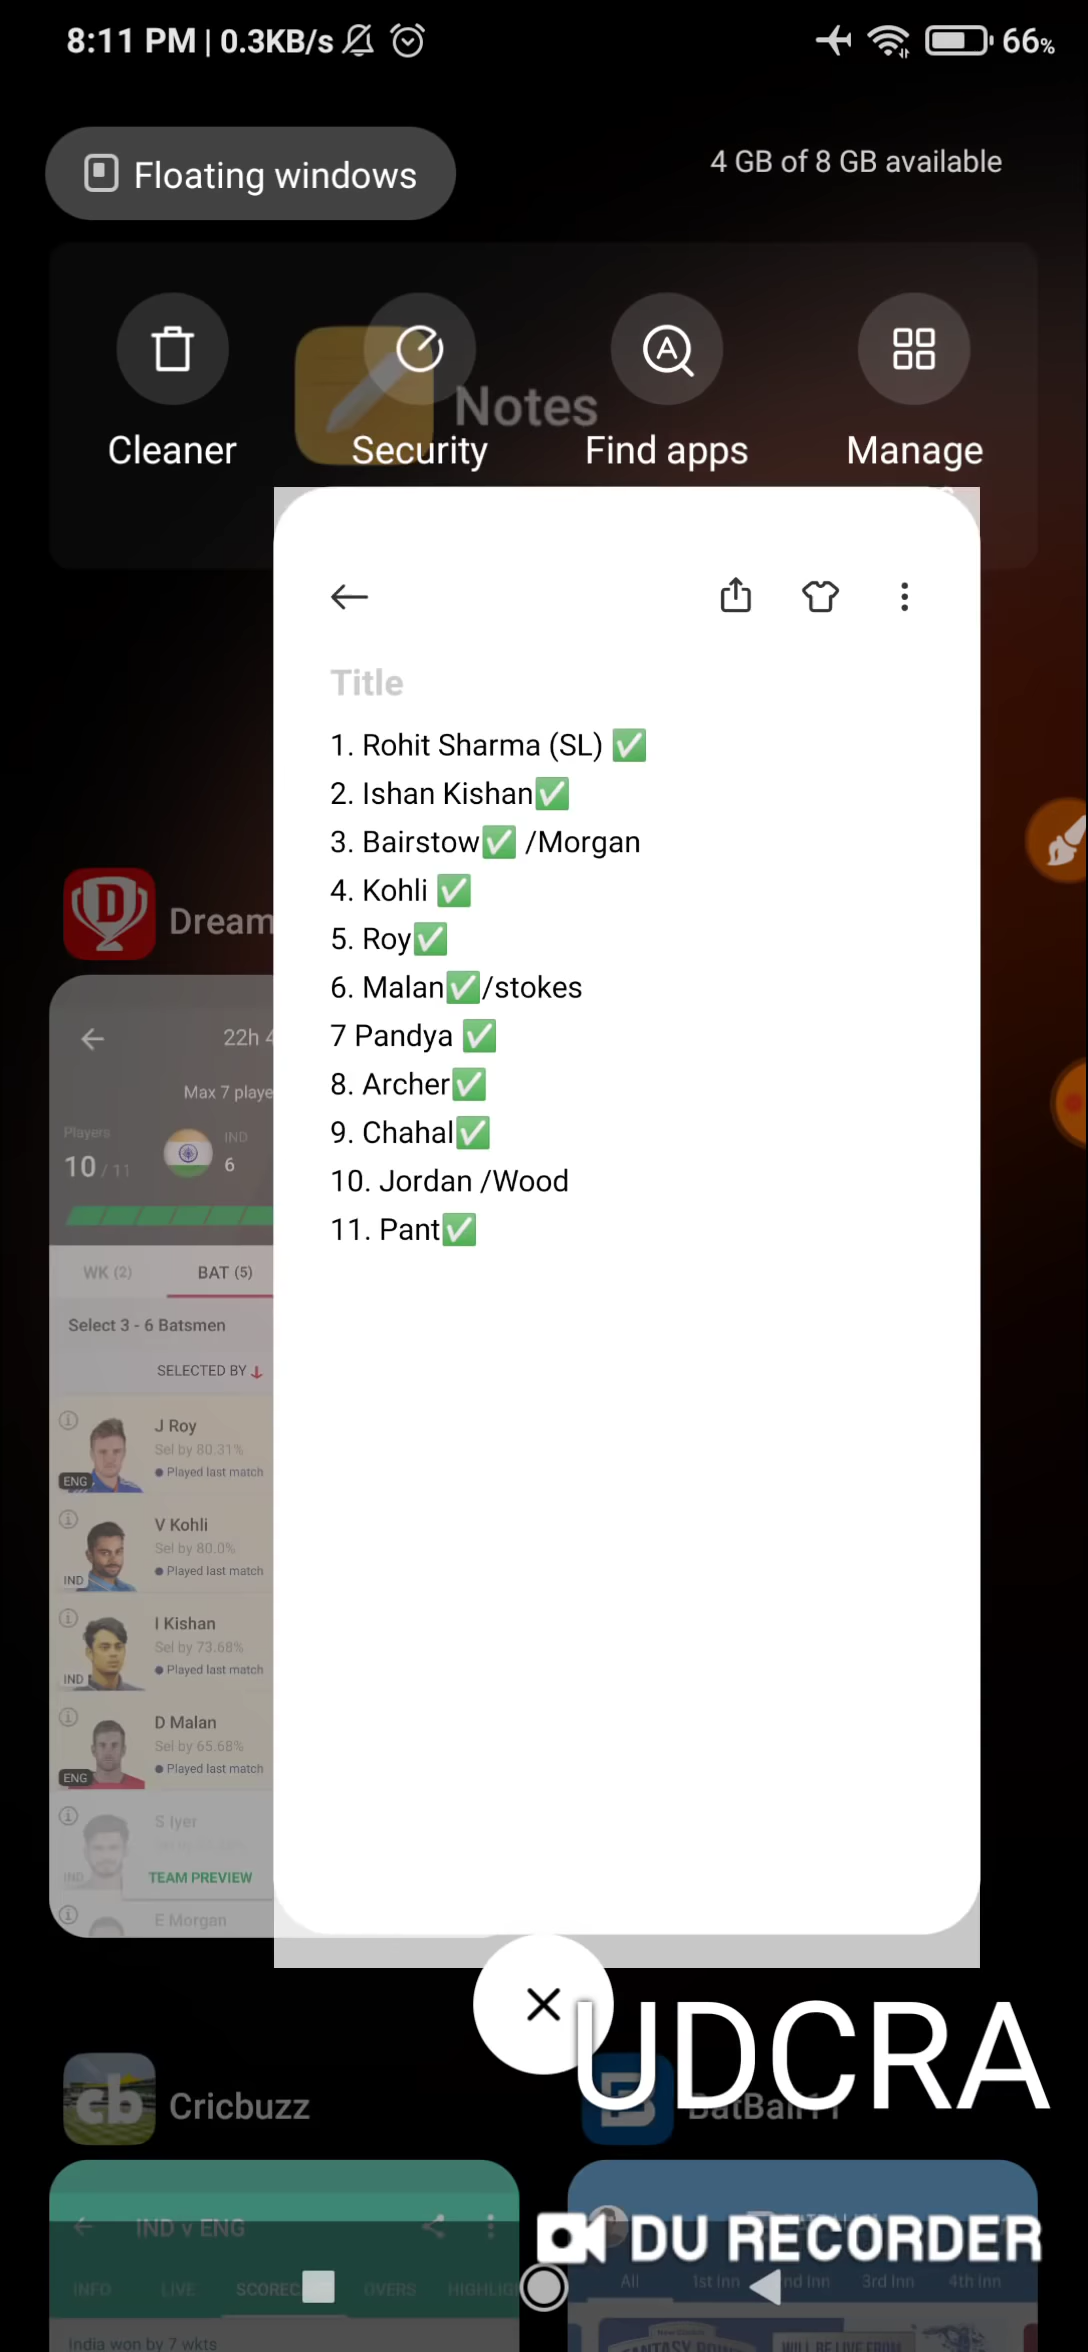 8:11 PM | 0.3KB/s
66%
Floating windows
4 GB of 8 GB available
Notes
Cleaner
Security
Find apps
Manage
Title
1. Rohit Sharma (SL) ✅
2. Ishan Kishan✅
3. Bairstow✅ /Morgan
4. Kohli ✅
5. Roy✅
6. Malan✅/stokes
7 Pandya ✅
8. Archer✅
9. Chahal✅
10. Jordan /Wood
11. Pant✅
Dream
22h 4
Max 7 playe
Players
10 / 11
IND
6
WK (2)
BAT (5)
Select 3 - 6 Batsmen
SELECTED BY
J Roy
Sel by 80.31%
Played last match
ENG
V Kohli
Sel by 80.0%
Played last match
IND
I Kishan
Sel by 73.68%
Played last match
IND
D Malan
Sel by 65.68%
Played last match
ENG
S Iyer
IND
TEAM PREVIEW
E Morgan
UDCRA
cb
Cricbuzz
BatBall11
IND v ENG
DU RECORDER
INFO
LIVE
SCOREC
OVERS
HIGHLIG
All
1st Inn
nd Inn
3rd Inn
4th Inn
India won by 7 wkts
WILL BE LIVE FROM